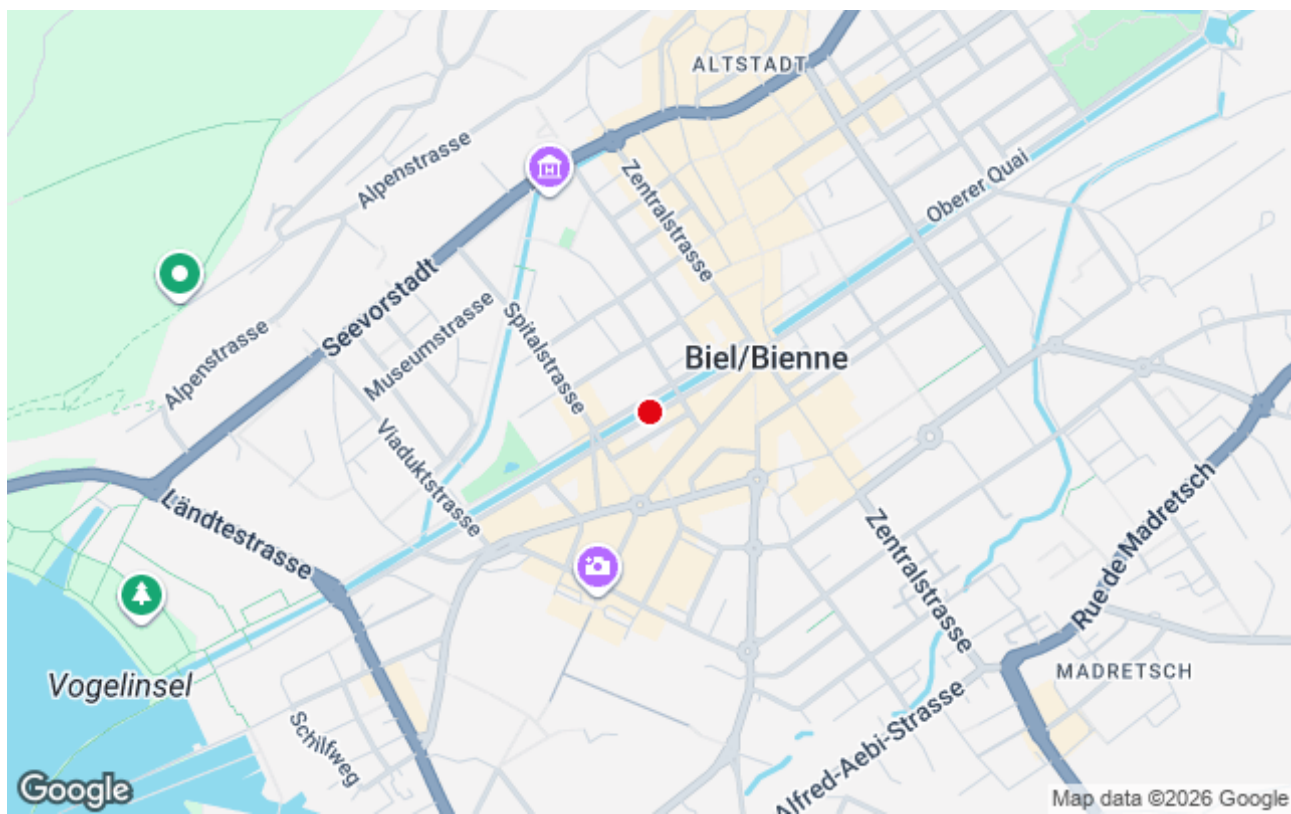 ALTSTADT
Alpenstrasse
Zentralstrasse
Oberer Quai
Seevorstadt
Museumstrasse
Spitalstrasse
Alpenstrasse
Biel/Bienne
Viaduktstrasse
Ländtestrasse
Zentralstrasse
Rue de Madretsch
Vogelinsel
MADRETSCH
Schilfweg
Alfred-Aebi-Strasse
Google
Map data ©2026 Google